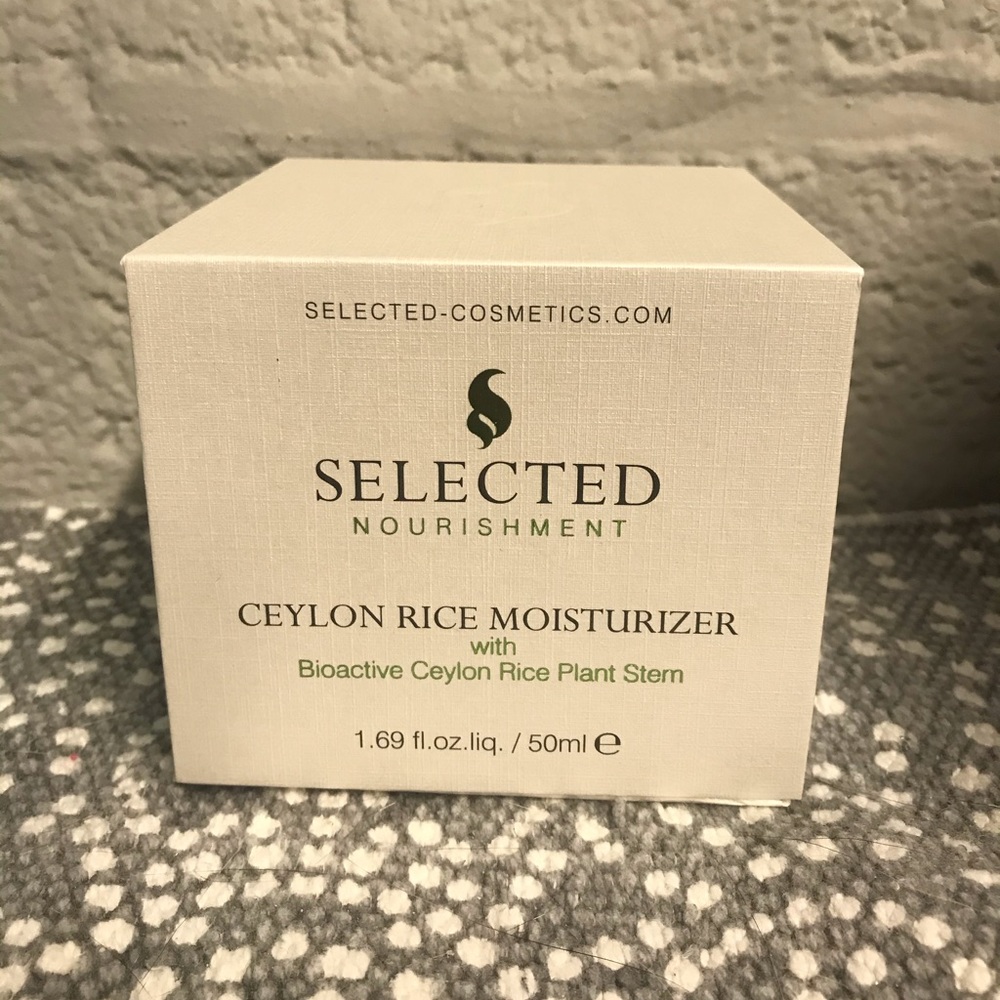 SELECTED-COSMETICS.COM
SELECTED
NOURISHMENT
CEYLON RICE MOISTURIZER
with
Bioactive Ceylon Rice Plant Stem
1.69 fl.oz.liq. / 50ml ℮